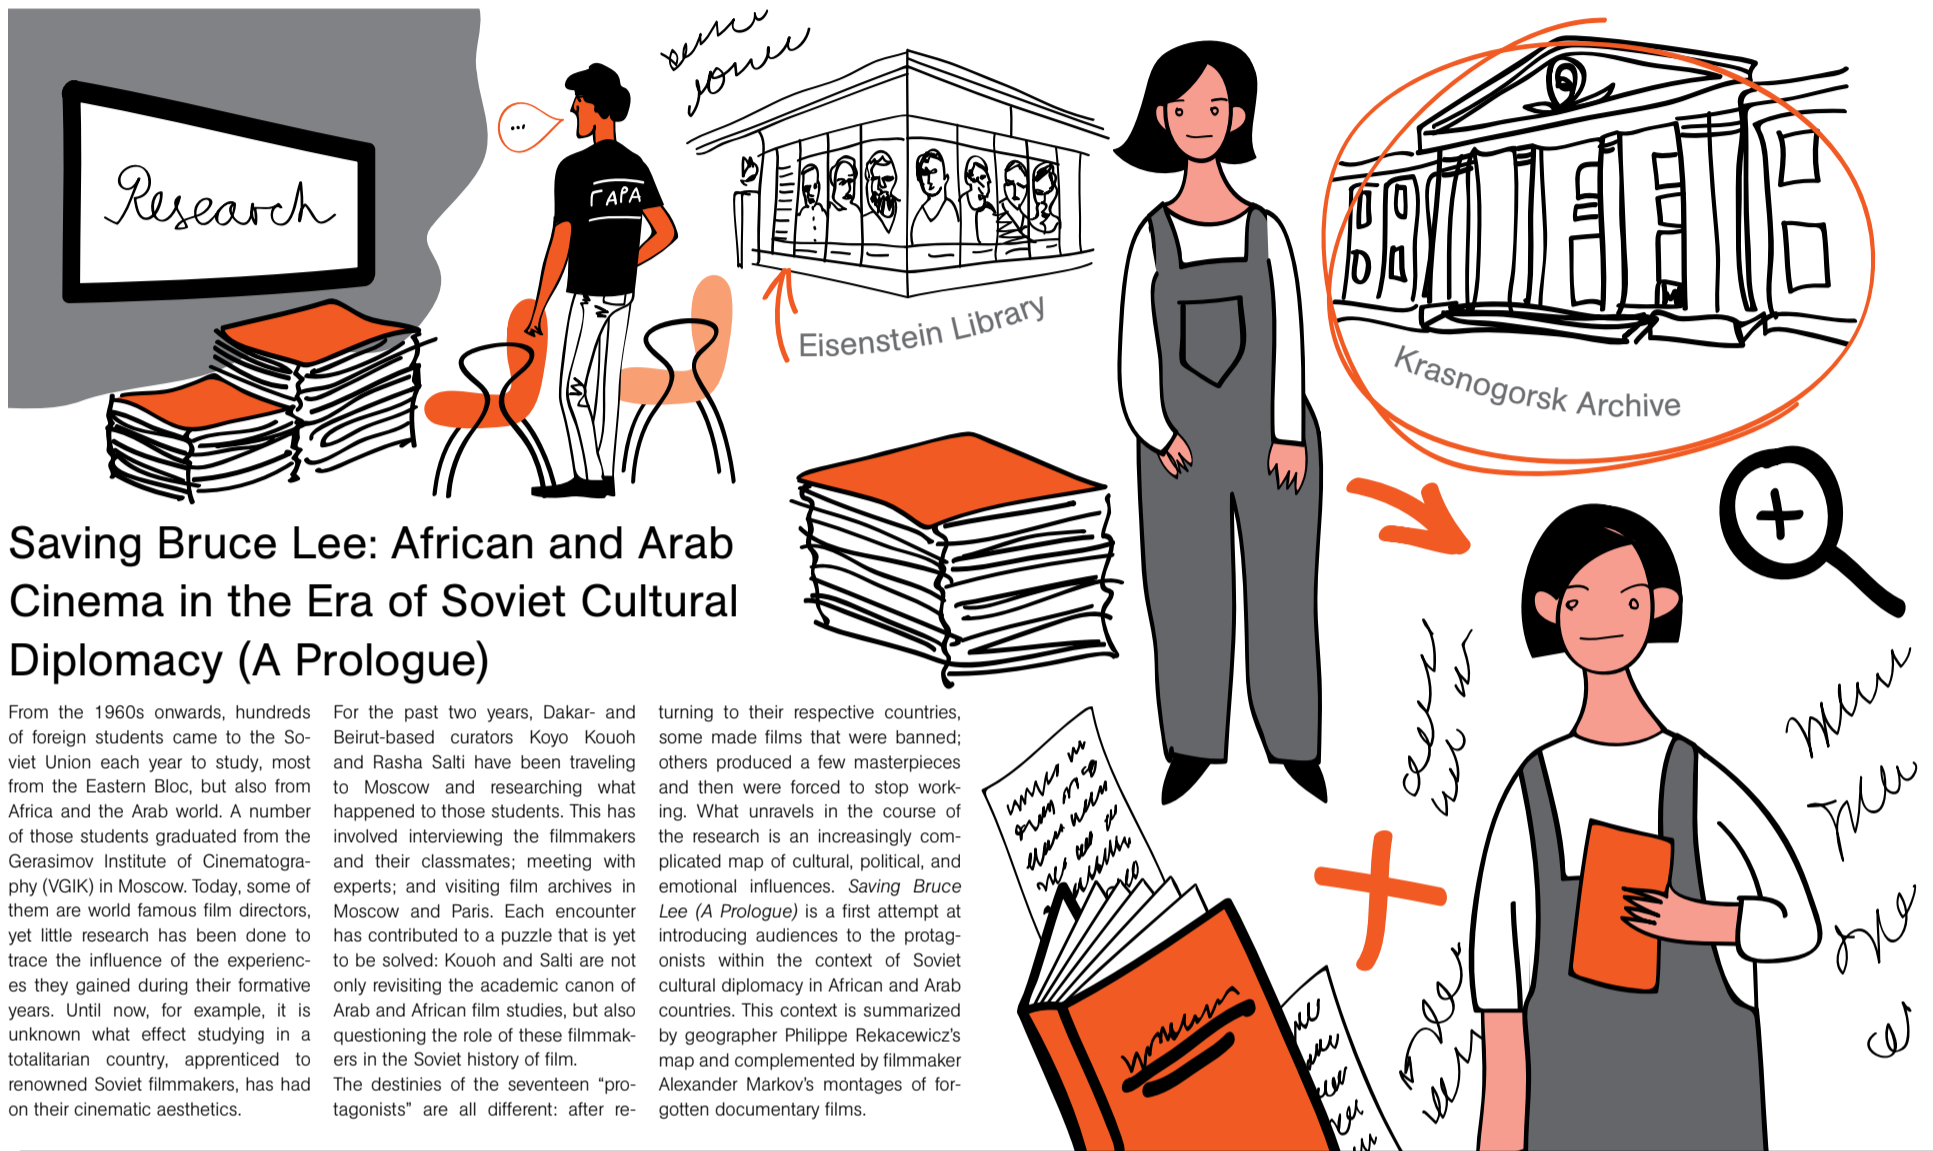 Research
...
ГАРА
Eisenstein Library
Krasnogorsk Archive
Saving Bruce Lee: African and Arab
Cinema in the Era of Soviet Cultural
Diplomacy (A Prologue)
From the 1960s onwards, hundreds
of foreign students came to the So-
viet Union each year to study, most
from the Eastern Bloc, but also from
Africa and the Arab world. A number
of those students graduated from the
Gerasimov Institute of Cinematogra-
phy (VGIK) in Moscow. Today, some of
them are world famous film directors,
yet little research has been done to
trace the influence of the experienc-
es they gained during their formative
years. Until now, for example, it is
unknown what effect studying in a
totalitarian country, apprenticed to
renowned Soviet filmmakers, has had
on their cinematic aesthetics.
For the past two years, Dakar- and
Beirut-based curators Koyo Kouoh
and Rasha Salti have been traveling
to Moscow and researching what
happened to those students. This has
involved interviewing the filmmakers
and their classmates; meeting with
experts; and visiting film archives in
Moscow and Paris. Each encounter
has contributed to a puzzle that is yet
to be solved: Kouoh and Salti are not
only revisiting the academic canon of
Arab and African film studies, but also
questioning the role of these filmmak-
ers in the Soviet history of film.
The destinies of the seventeen “pro-
tagonists” are all different: after re-
turning to their respective countries,
some made films that were banned;
others produced a few masterpieces
and then were forced to stop work-
ing. What unravels in the course of
the research is an increasingly com-
plicated map of cultural, political, and
emotional influences. Saving Bruce
Lee (A Prologue) is a first attempt at
introducing audiences to the protag-
onists within the context of Soviet
cultural diplomacy in African and Arab
countries. This context is summarized
by geographer Philippe Rekacewicz’s
map and complemented by filmmaker
Alexander Markov’s montages of for-
gotten documentary films.